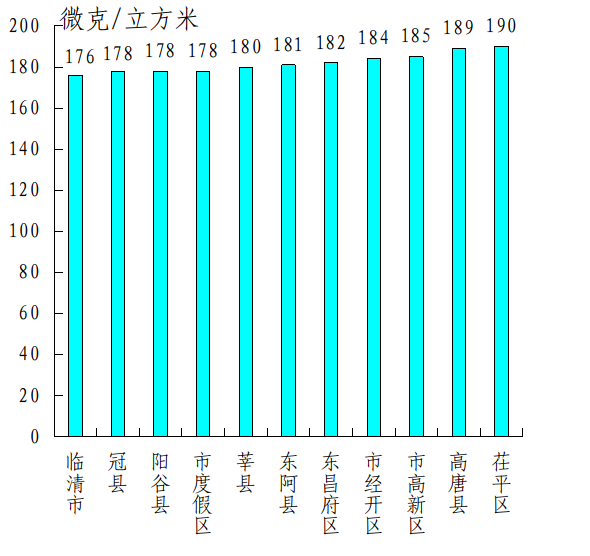 微克/立方米
200
180
160
140
120
100
80
60
40
20
0
176 178 178 178 180 181 182 184 185 189 190
临清市
冠县
阳谷县
市度假区
莘县
东阿县
东昌府区
市经开区
市高新区
高唐县
茌平区